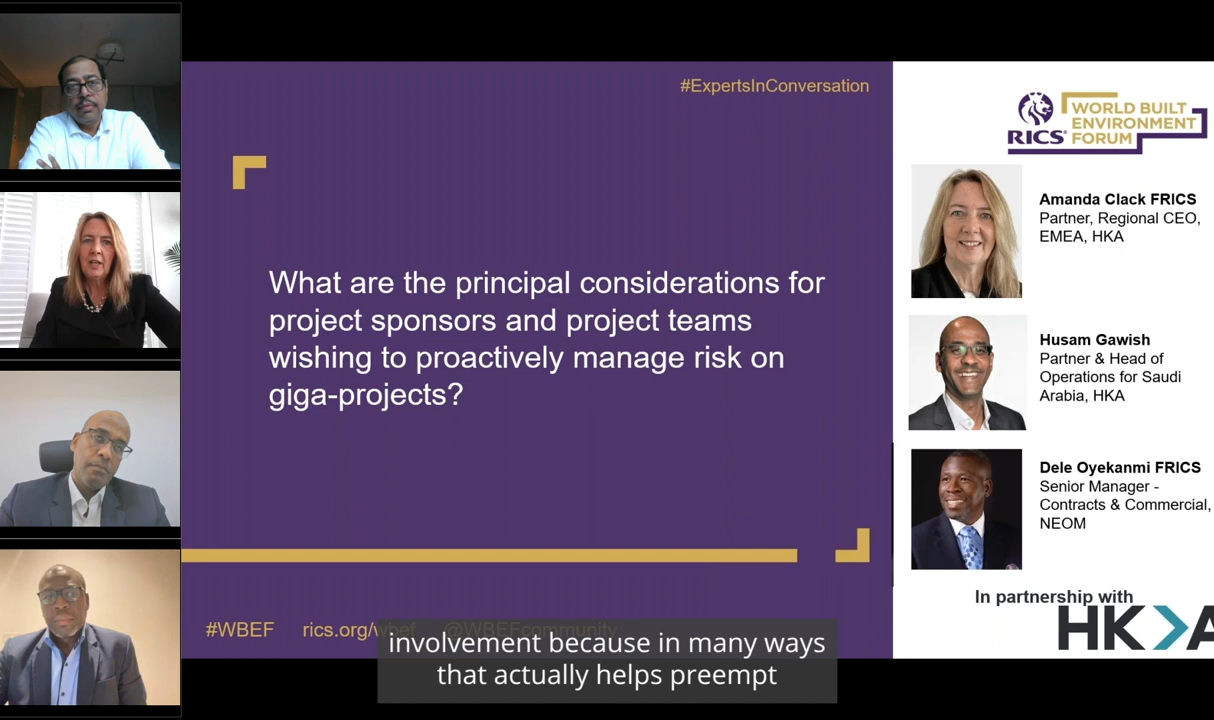 #ExpertsInConversation
What are the principal considerations for
project sponsors and project teams
wishing to proactively manage risk on
giga-projects?
#WBEF rics.org/wbef @WBEFcommunity
involvement because in many ways
that actually helps preempt
RICS
WORLD BUILT
ENVIRONMENT
FORUM
Amanda Clack FRICS
Partner, Regional CEO,
EMEA, HKA
Husam Gawish
Partner & Head of
Operations for Saudi
Arabia, HKA
Dele Oyekanmi FRICS
Senior Manager -
Contracts & Commercial,
NEOM
In partnership with
HKA